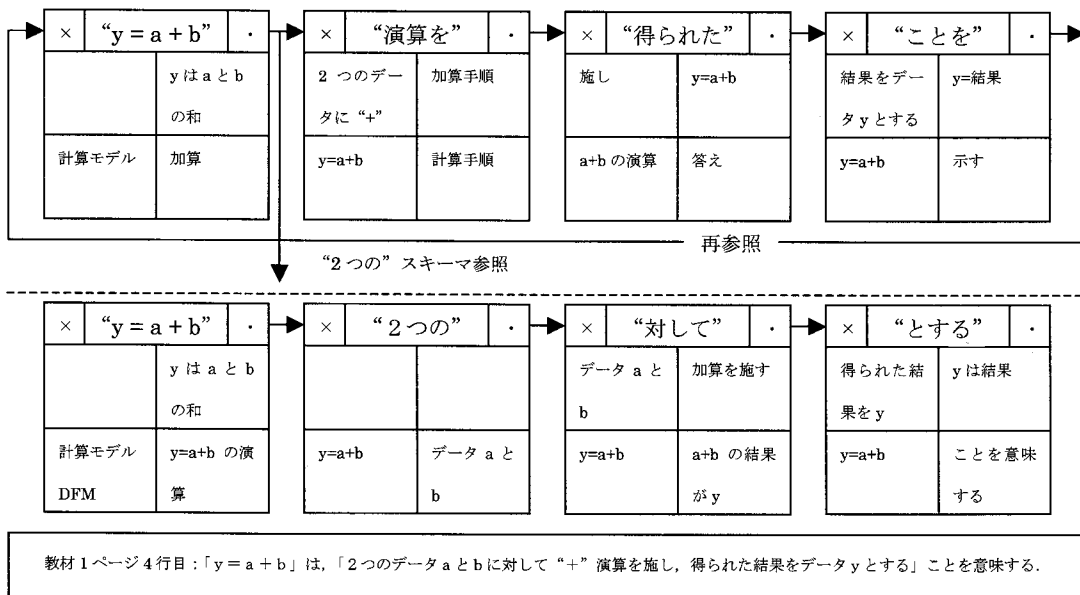 × “y = a + b” ・
y は a と b
の和
計算モデル 加算
× “演算を” ・
2 つのデー 加算手順
タに “+”
y=a+b 計算手順
× “得られた” ・
施し y=a+b
a+b の演算 答え
× “ことを” ・
結果をデー y=結果
タ y とする
y=a+b 示す
再参照
“2 つの” スキーマ参照
× “y = a + b” ・
y は a と b
の和
計算モデル y=a+b の演
DFM 算
× “２つの” ・
y=a+b データ a と
b
× “対して” ・
データ a と 加算を施す
b
y=a+b a+b の結果
が y
× “とする” ・
得られた結 y は結果
果を y
y=a+b ことを意味
する
教材１ページ４行目：「y = a + b」は，「２つのデータ a と b に対して “+” 演算を施し，得られた結果をデータ y とする」ことを意味する．